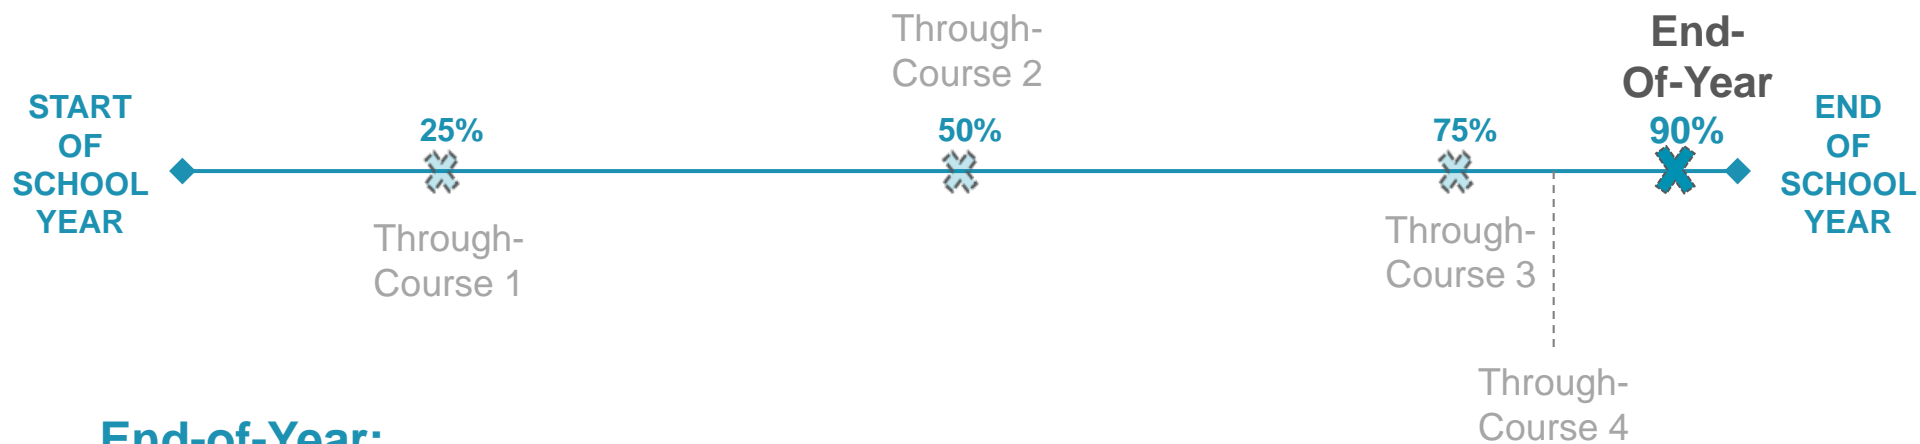 START
OF
SCHOOL
YEAR
25%
Through-
Course 1
Through-
Course 2
50%
75%
Through-
Course 3
Through-
Course 4
End-
Of-Year
90%
END
OF
SCHOOL
YEAR
End-of-Year: